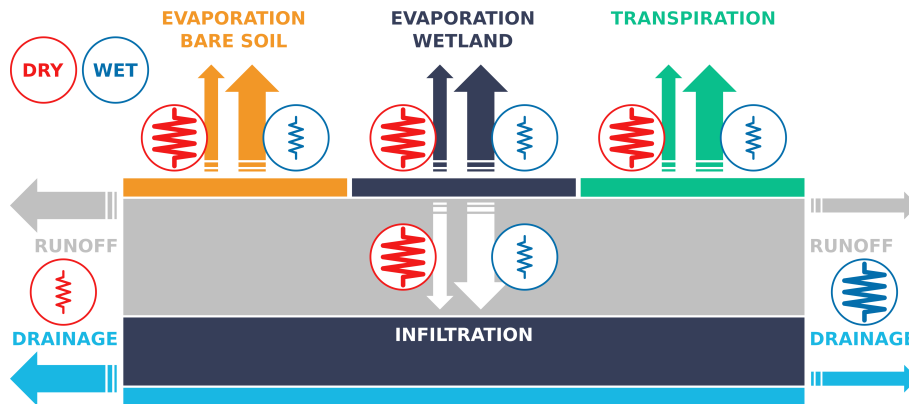 EVAPORATION
BARE SOIL
EVAPORATION
WETLAND
TRANSPIRATION
DRY
WET
RUNOFF
RUNOFF
DRAINAGE
DRAINAGE
INFILTRATION